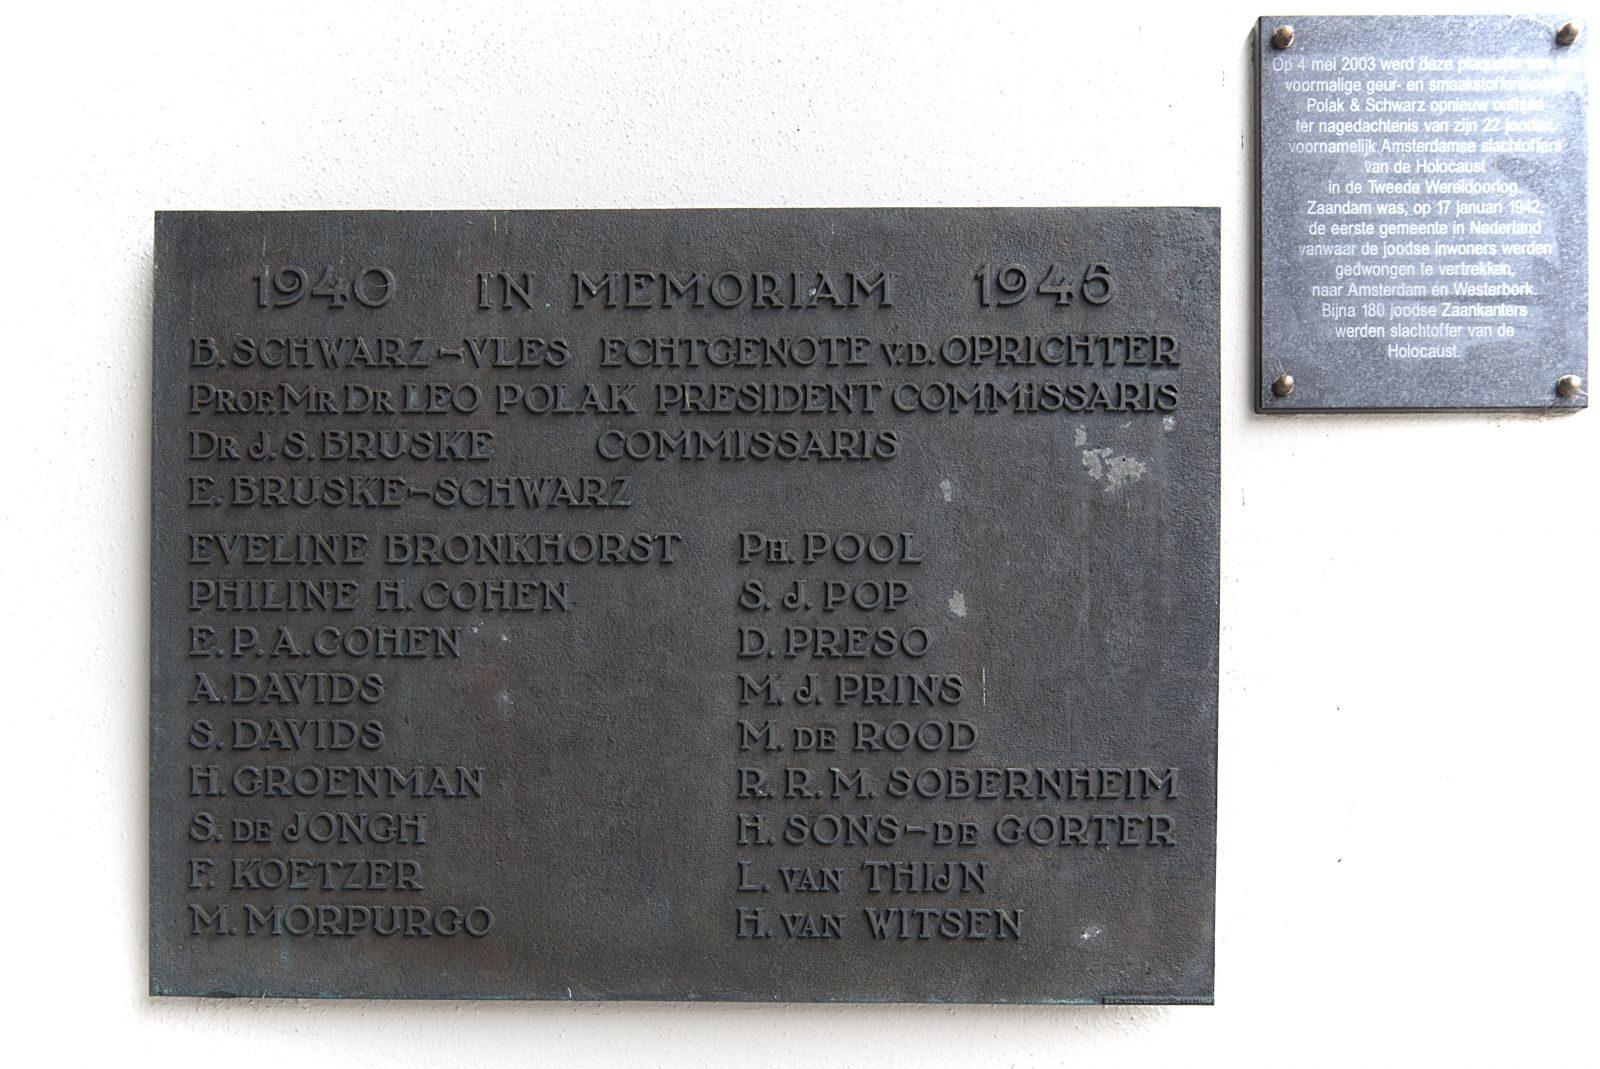 1940 IN MEMORIAM 1945
B. SCHWARZ-VLES ECHTGENOTE V.D. OPRICHTER
PROF. MR DR LEO POLAK PRESIDENT COMMISSARIS
DR J. S. BRUSKE COMMISSARIS
E. BRUSKE-SCHWARZ
EVELINE BRONKHORST
PHILINE H. COHEN
E. P. A. COHEN
A. DAVIDS
S. DAVIDS
H. GROENMAN
S. DE JONGH
F. KOETZER
M. MORPURGO
PH. POOL
S. J. POP
D. PRESO
M. J. PRINS
M. DE ROOD
R. R. M. SOBERNHEIM
H. SONS-DE GORTER
L. VAN THIJN
H. VAN WITSEN
Op 4 mei 2003 werd deze plaquette van het
voormalige geur- en smaakstoffenbedrijf
Polak & Schwarz opnieuw onthuld
ter nagedachtenis van zijn 22 joodse,
voornamelijk Amsterdamse slachtoffers
van de Holocaust
in de Tweede Wereldoorlog.
Zaandam was, op 17 januari 1942,
de eerste gemeente in Nederland
vanwaar de joodse inwoners werden
gedwongen te vertrekken,
naar Amsterdam en Westerbork.
Bijna 180 joodse Zaankanters
werden slachtoffer van de
Holocaust.